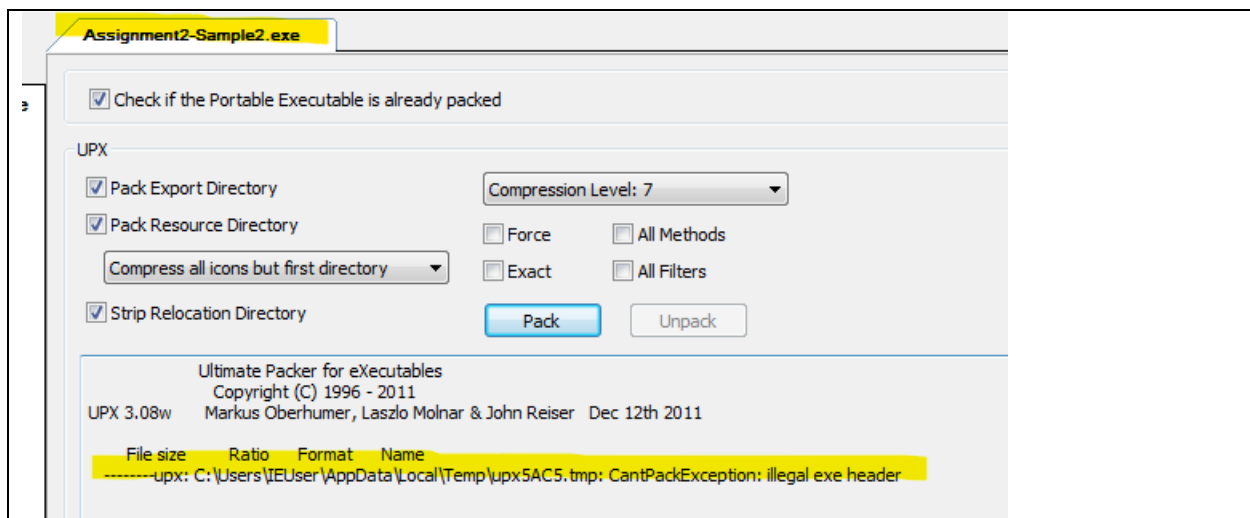 Assignment2-Sample2.exe
e
Check if the Portable Executable is already packed
UPX
Pack Export Directory
Compression Level: 7
Pack Resource Directory
Force
All Methods
Compress all icons but first directory
Exact
All Filters
Strip Relocation Directory
Pack
Unpack
Ultimate Packer for eXecutables
Copyright (C) 1996 - 2011
UPX 3.08w Markus Oberhumer, Laszlo Molnar & John Reiser Dec 12th 2011
File size Ratio Format Name
--------upx: C:\Users\IEUser\AppData\Local\Temp\upx5AC5.tmp: CantPackException: illegal exe header